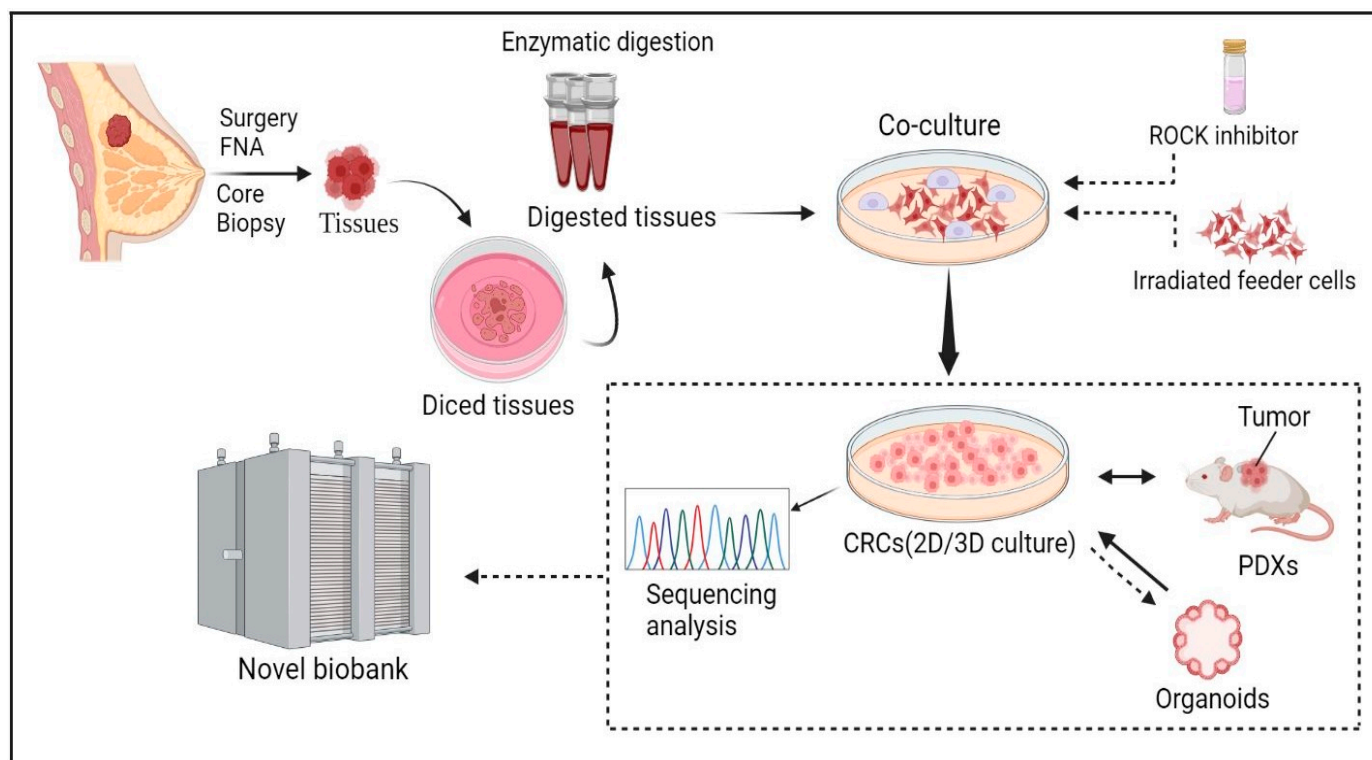 Surgery
FNA
Core
Biopsy
Tissues
Diced tissues
Enzymatic digestion
Digested tissues
Co-culture
ROCK inhibitor
Irradiated feeder cells
CRCs(2D/3D culture)
Tumor
PDXs
Organoids
Sequencing
analysis
Novel biobank